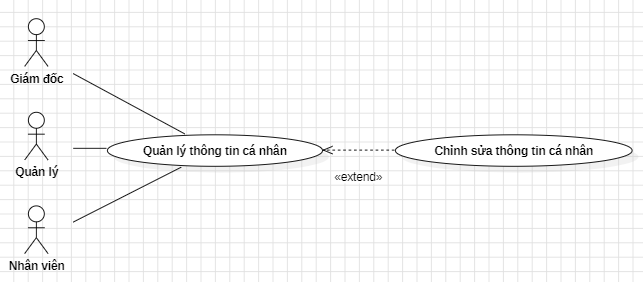 Giám đốc
Quản lý
Quản lý thông tin cá nhân
Chỉnh sửa thông tin cá nhân
«extend»
Nhân viên